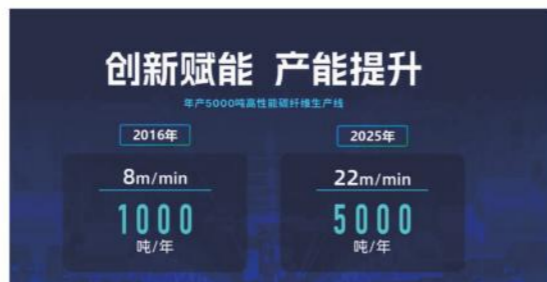 创新赋能 产能提升
年产5000吨高性能碳纤维生产线
2016年 2025年
8m/min 22m/min
1000 5000
吨/年 吨/年